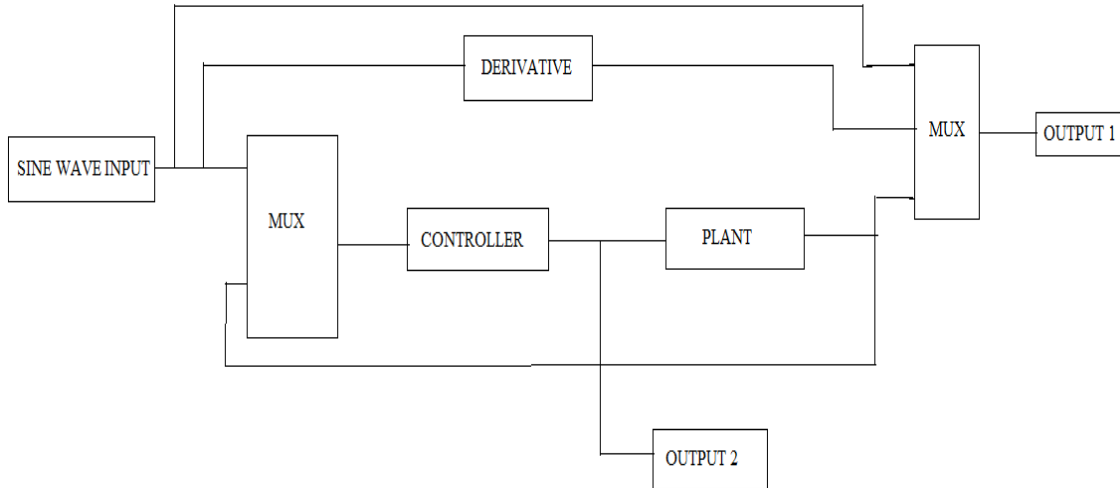 DERIVATIVE
MUX
OUTPUT 1
SINE WAVE INPUT
MUX
CONTROLLER
PLANT
OUTPUT 2